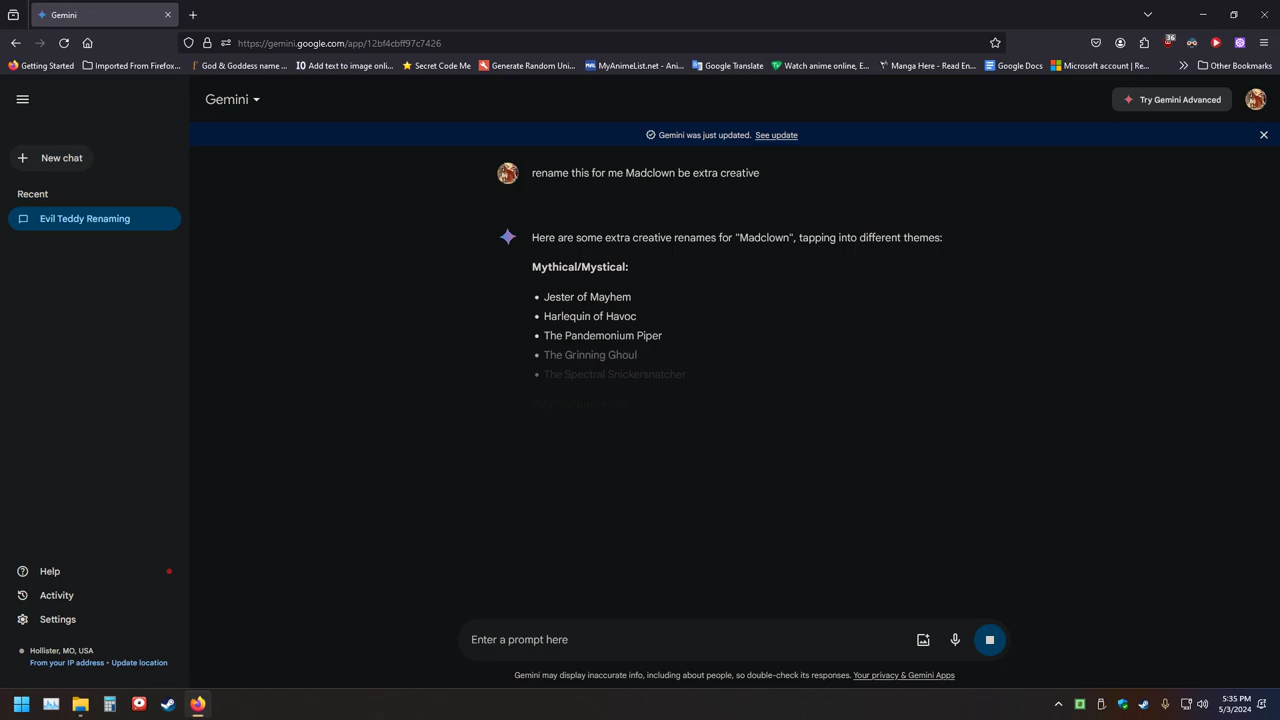 Gemini
https://gemini.google.com/app/12bf4cbff97c7426
36
Getting Started
Imported From Firefox...
God & Goddess name ...
Add text to image onlin...
Secret Code Me
Generate Random Uni...
MyAnimeList.net - Ani...
Google Translate
Watch anime online, E...
Manga Here - Read En...
Google Docs
Microsoft account | Re...
Other Bookmarks
Gemini
Try Gemini Advanced
Gemini was just updated. See update
New chat
rename this for me Madclown be extra creative
Recent
Evil Teddy Renaming
Here are some extra creative renames for "Madclown", tapping into different themes:
Mythical/Mystical:
• Jester of Mayhem
• Harlequin of Havoc
• The Pandemonium Piper
• The Grinning Ghoul
• The Spectral Snickersnatcher
Help
Activity
Settings
Enter a prompt here
Hollister, MO, USA
From your IP address • Update location
Gemini may display inaccurate info, including about people, so double-check its responses. Your privacy & Gemini Apps
5:35 PM
5/3/2024